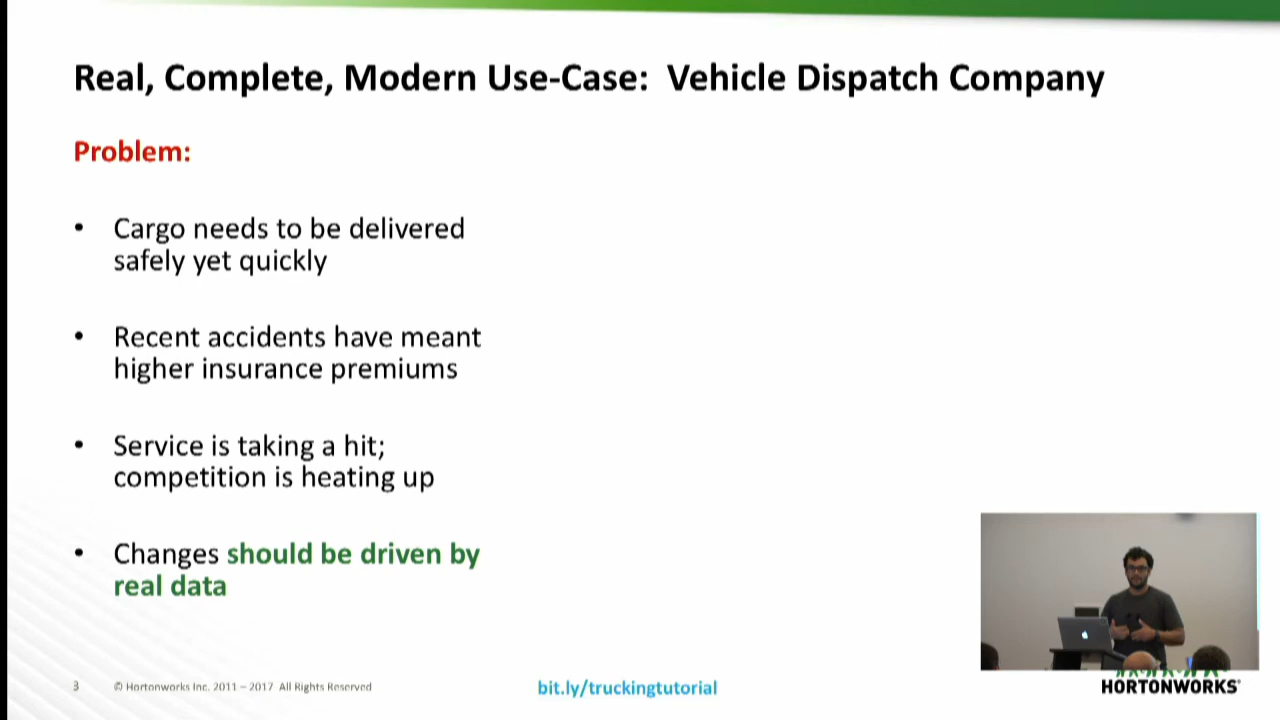 Real, Complete, Modern Use-Case: Vehicle Dispatch Company
Problem:
• Cargo needs to be delivered
safely yet quickly
• Recent accidents have meant
higher insurance premiums
• Service is taking a hit;
competition is heating up
• Changes should be driven by
real data
3 © Hortonworks Inc. 2011 – 2017 All Rights Reserved
bit.ly/truckingtutorial
HORTONWORKS